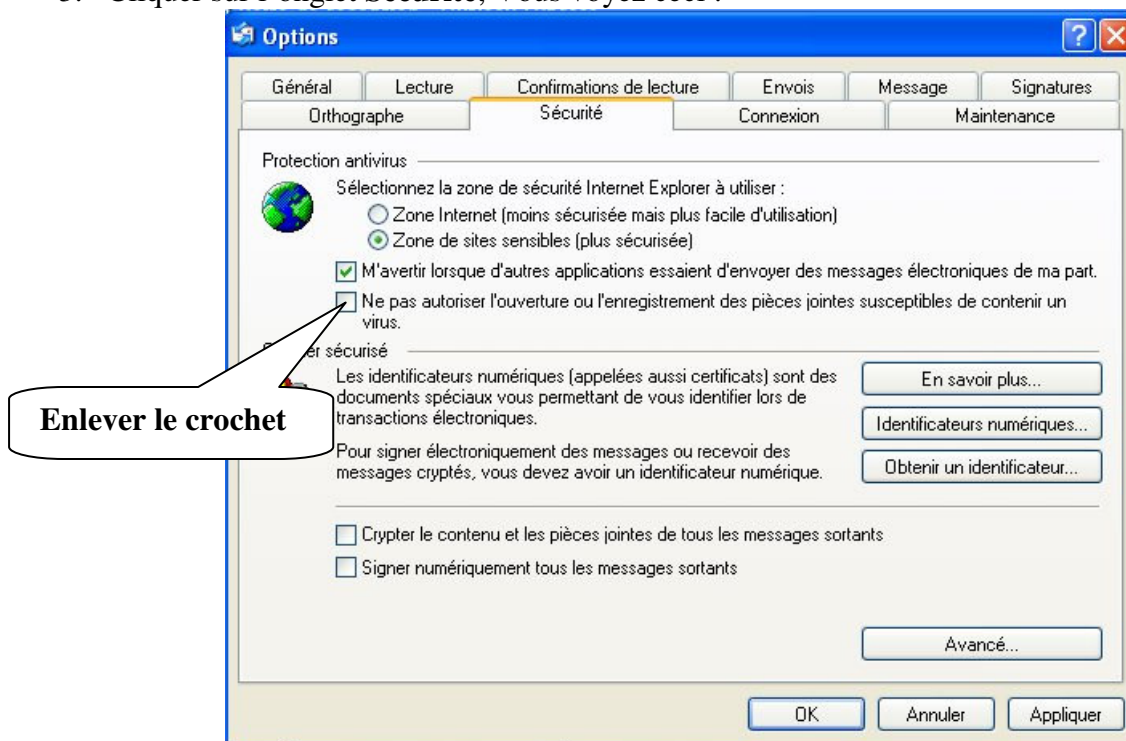 Options
Général Lecture Confirmations de lecture Envois Message Signatures
Orthographe Sécurité Connexion Maintenance
Protection antivirus
Sélectionnez la zone de sécurité Internet Explorer à utiliser :
Zone Internet (moins sécurisée mais plus facile d'utilisation)
Zone de sites sensibles (plus sécurisée)
M'avertir lorsque d'autres applications essaient d'envoyer des messages électroniques de ma part.
Ne pas autoriser l'ouverture ou l'enregistrement des pièces jointes susceptibles de contenir un
virus.
sécurisé
Les identificateurs numériques (appelées aussi certificats) sont des
documents spéciaux vous permettant de vous identifier lors de
transactions électroniques.
En savoir plus...
Enlever le crochet
Identificateurs numériques...
Pour signer électroniquement des messages ou recevoir des
messages cryptés, vous devez avoir un identificateur numérique.
Obtenir un identificateur...
Crypter le contenu et les pièces jointes de tous les messages sortants
Signer numériquement tous les messages sortants
Avancé...
OK Annuler Appliquer